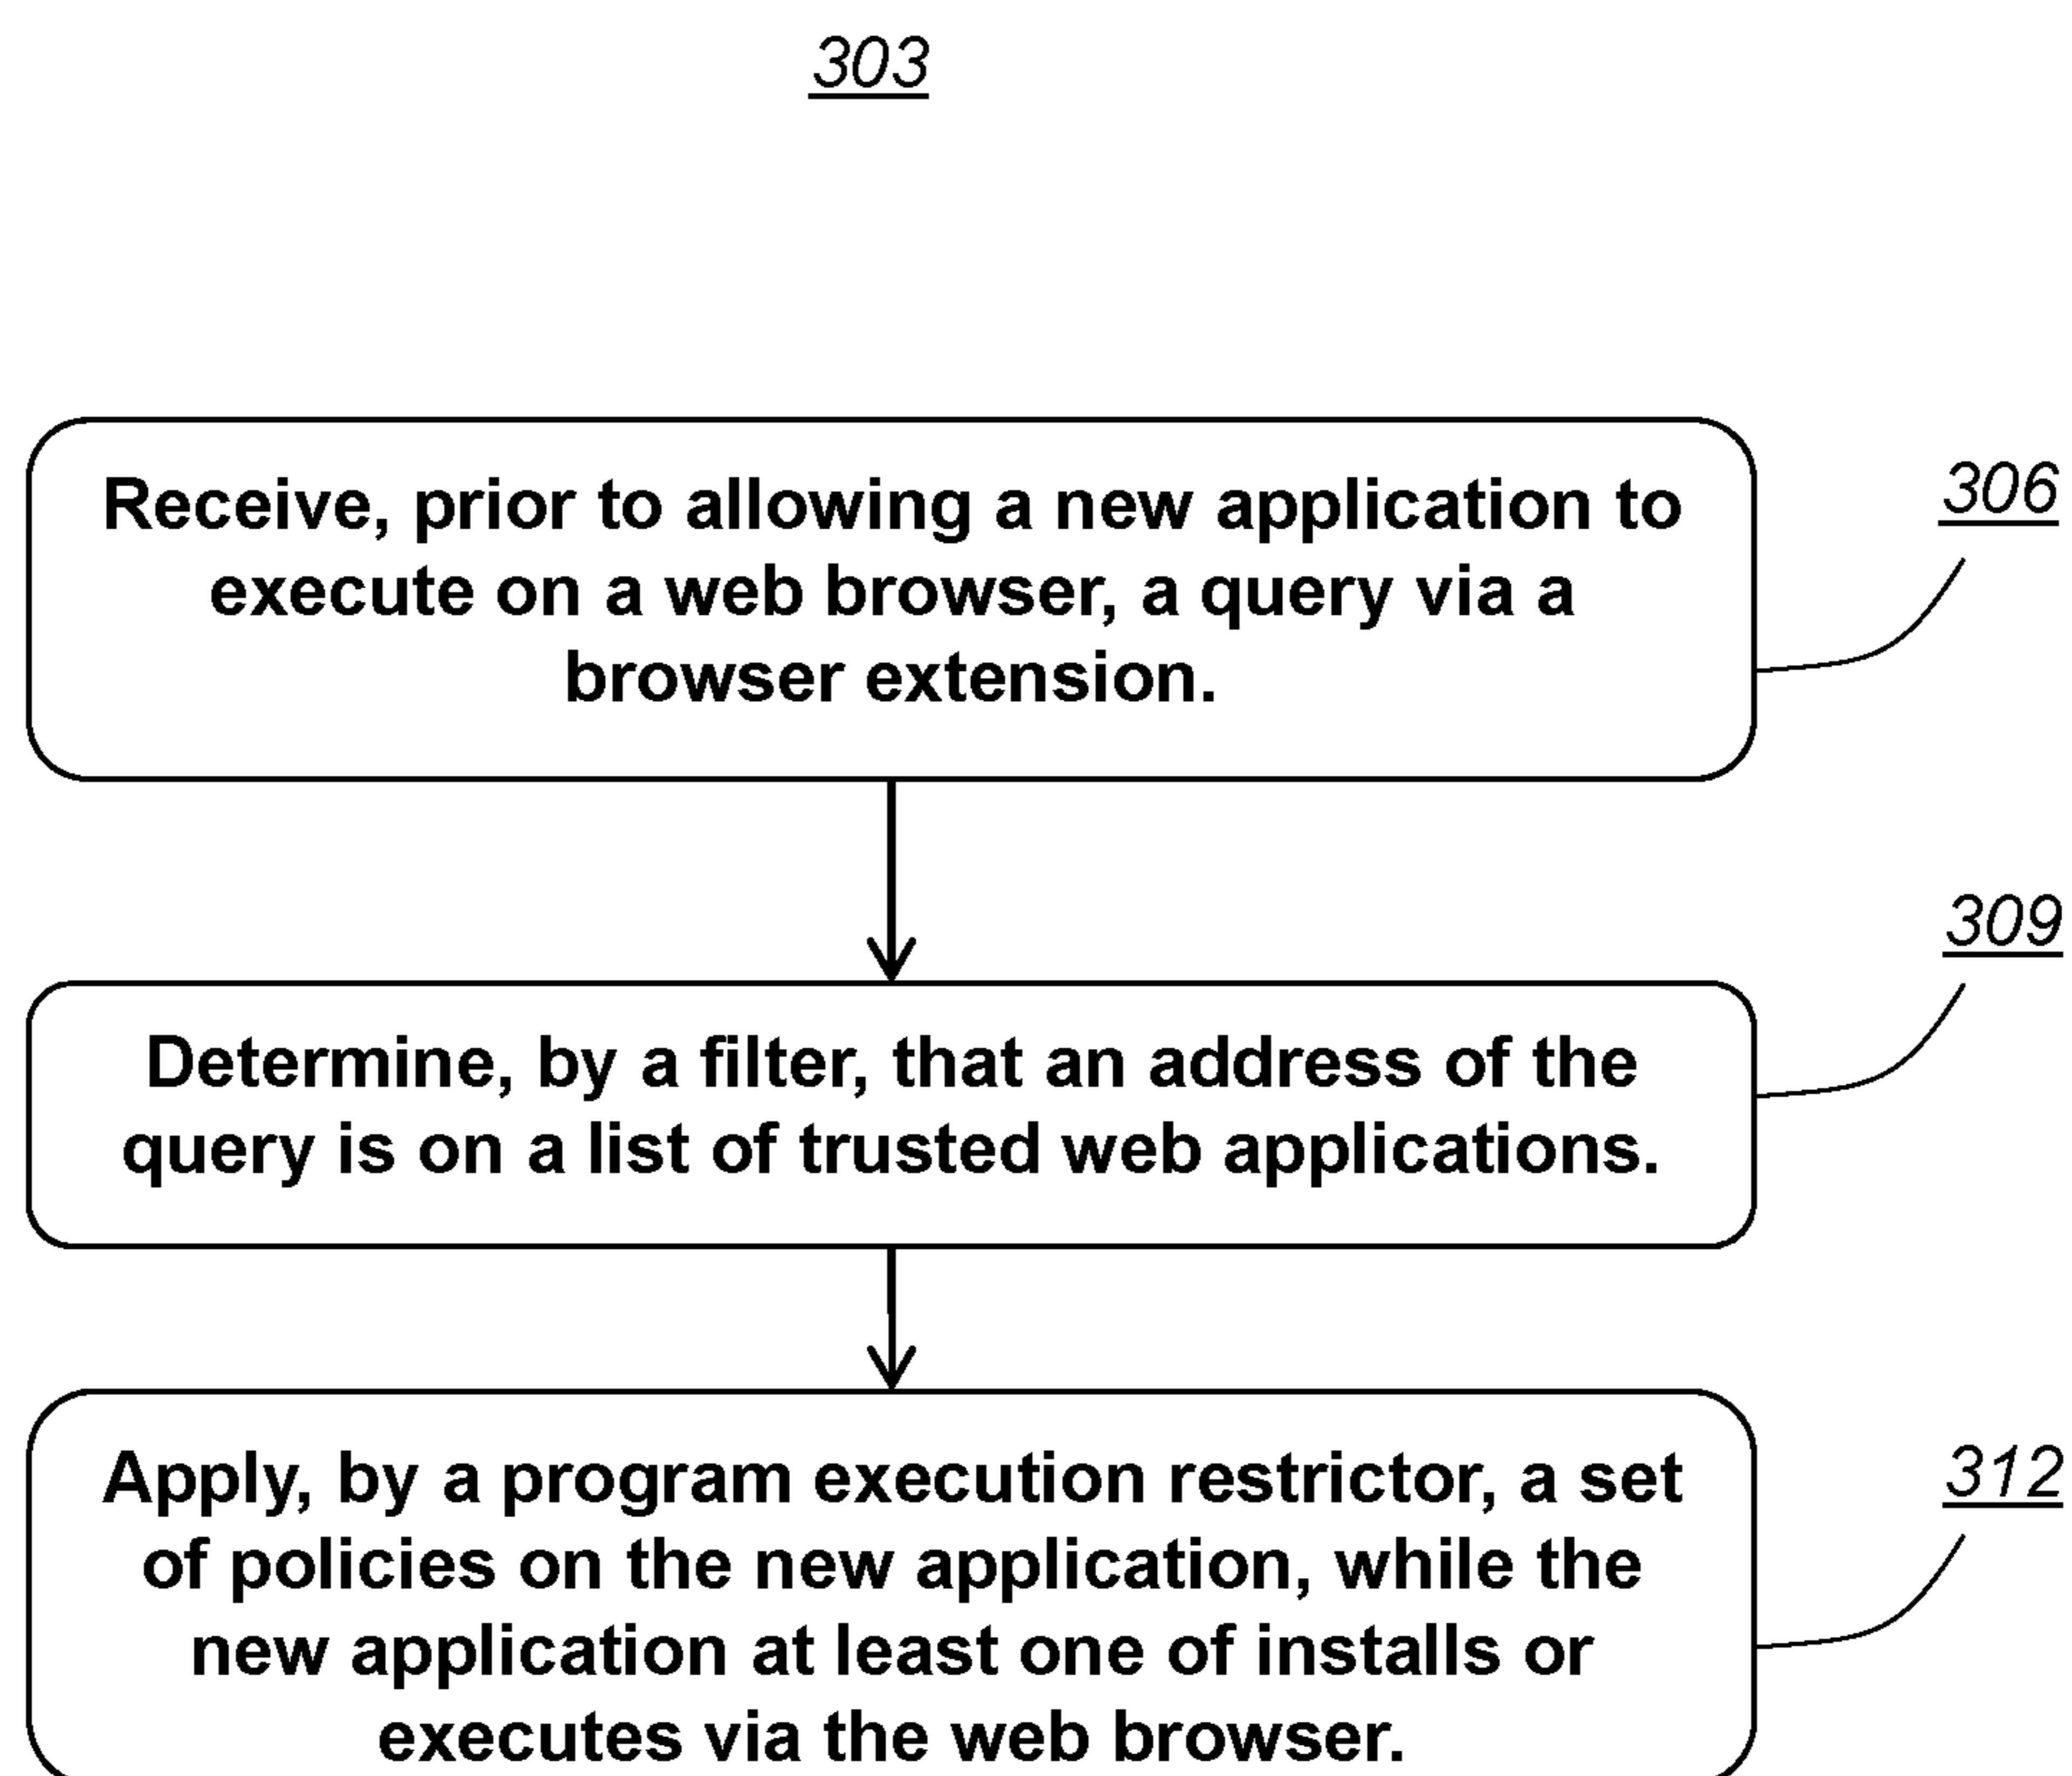 303
Receive, prior to allowing a new application to
306
execute on a web browser, a query via a
browser extension.
309
Determine, by a filter, that an address of the
query is on a list of trusted web applications.
Apply, by a program execution restrictor, a set
312
of policies on the new application, while the
new application at least one of installs or
executes via the web browser.